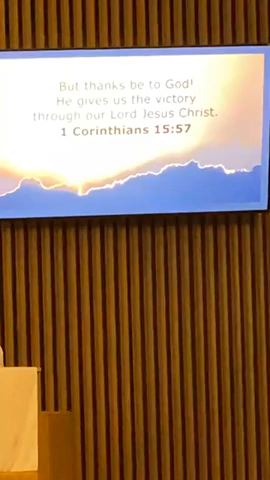 But thanks be to God!
He gives us the victory
through our Lord Jesus Christ.
1 Corinthians 15:57